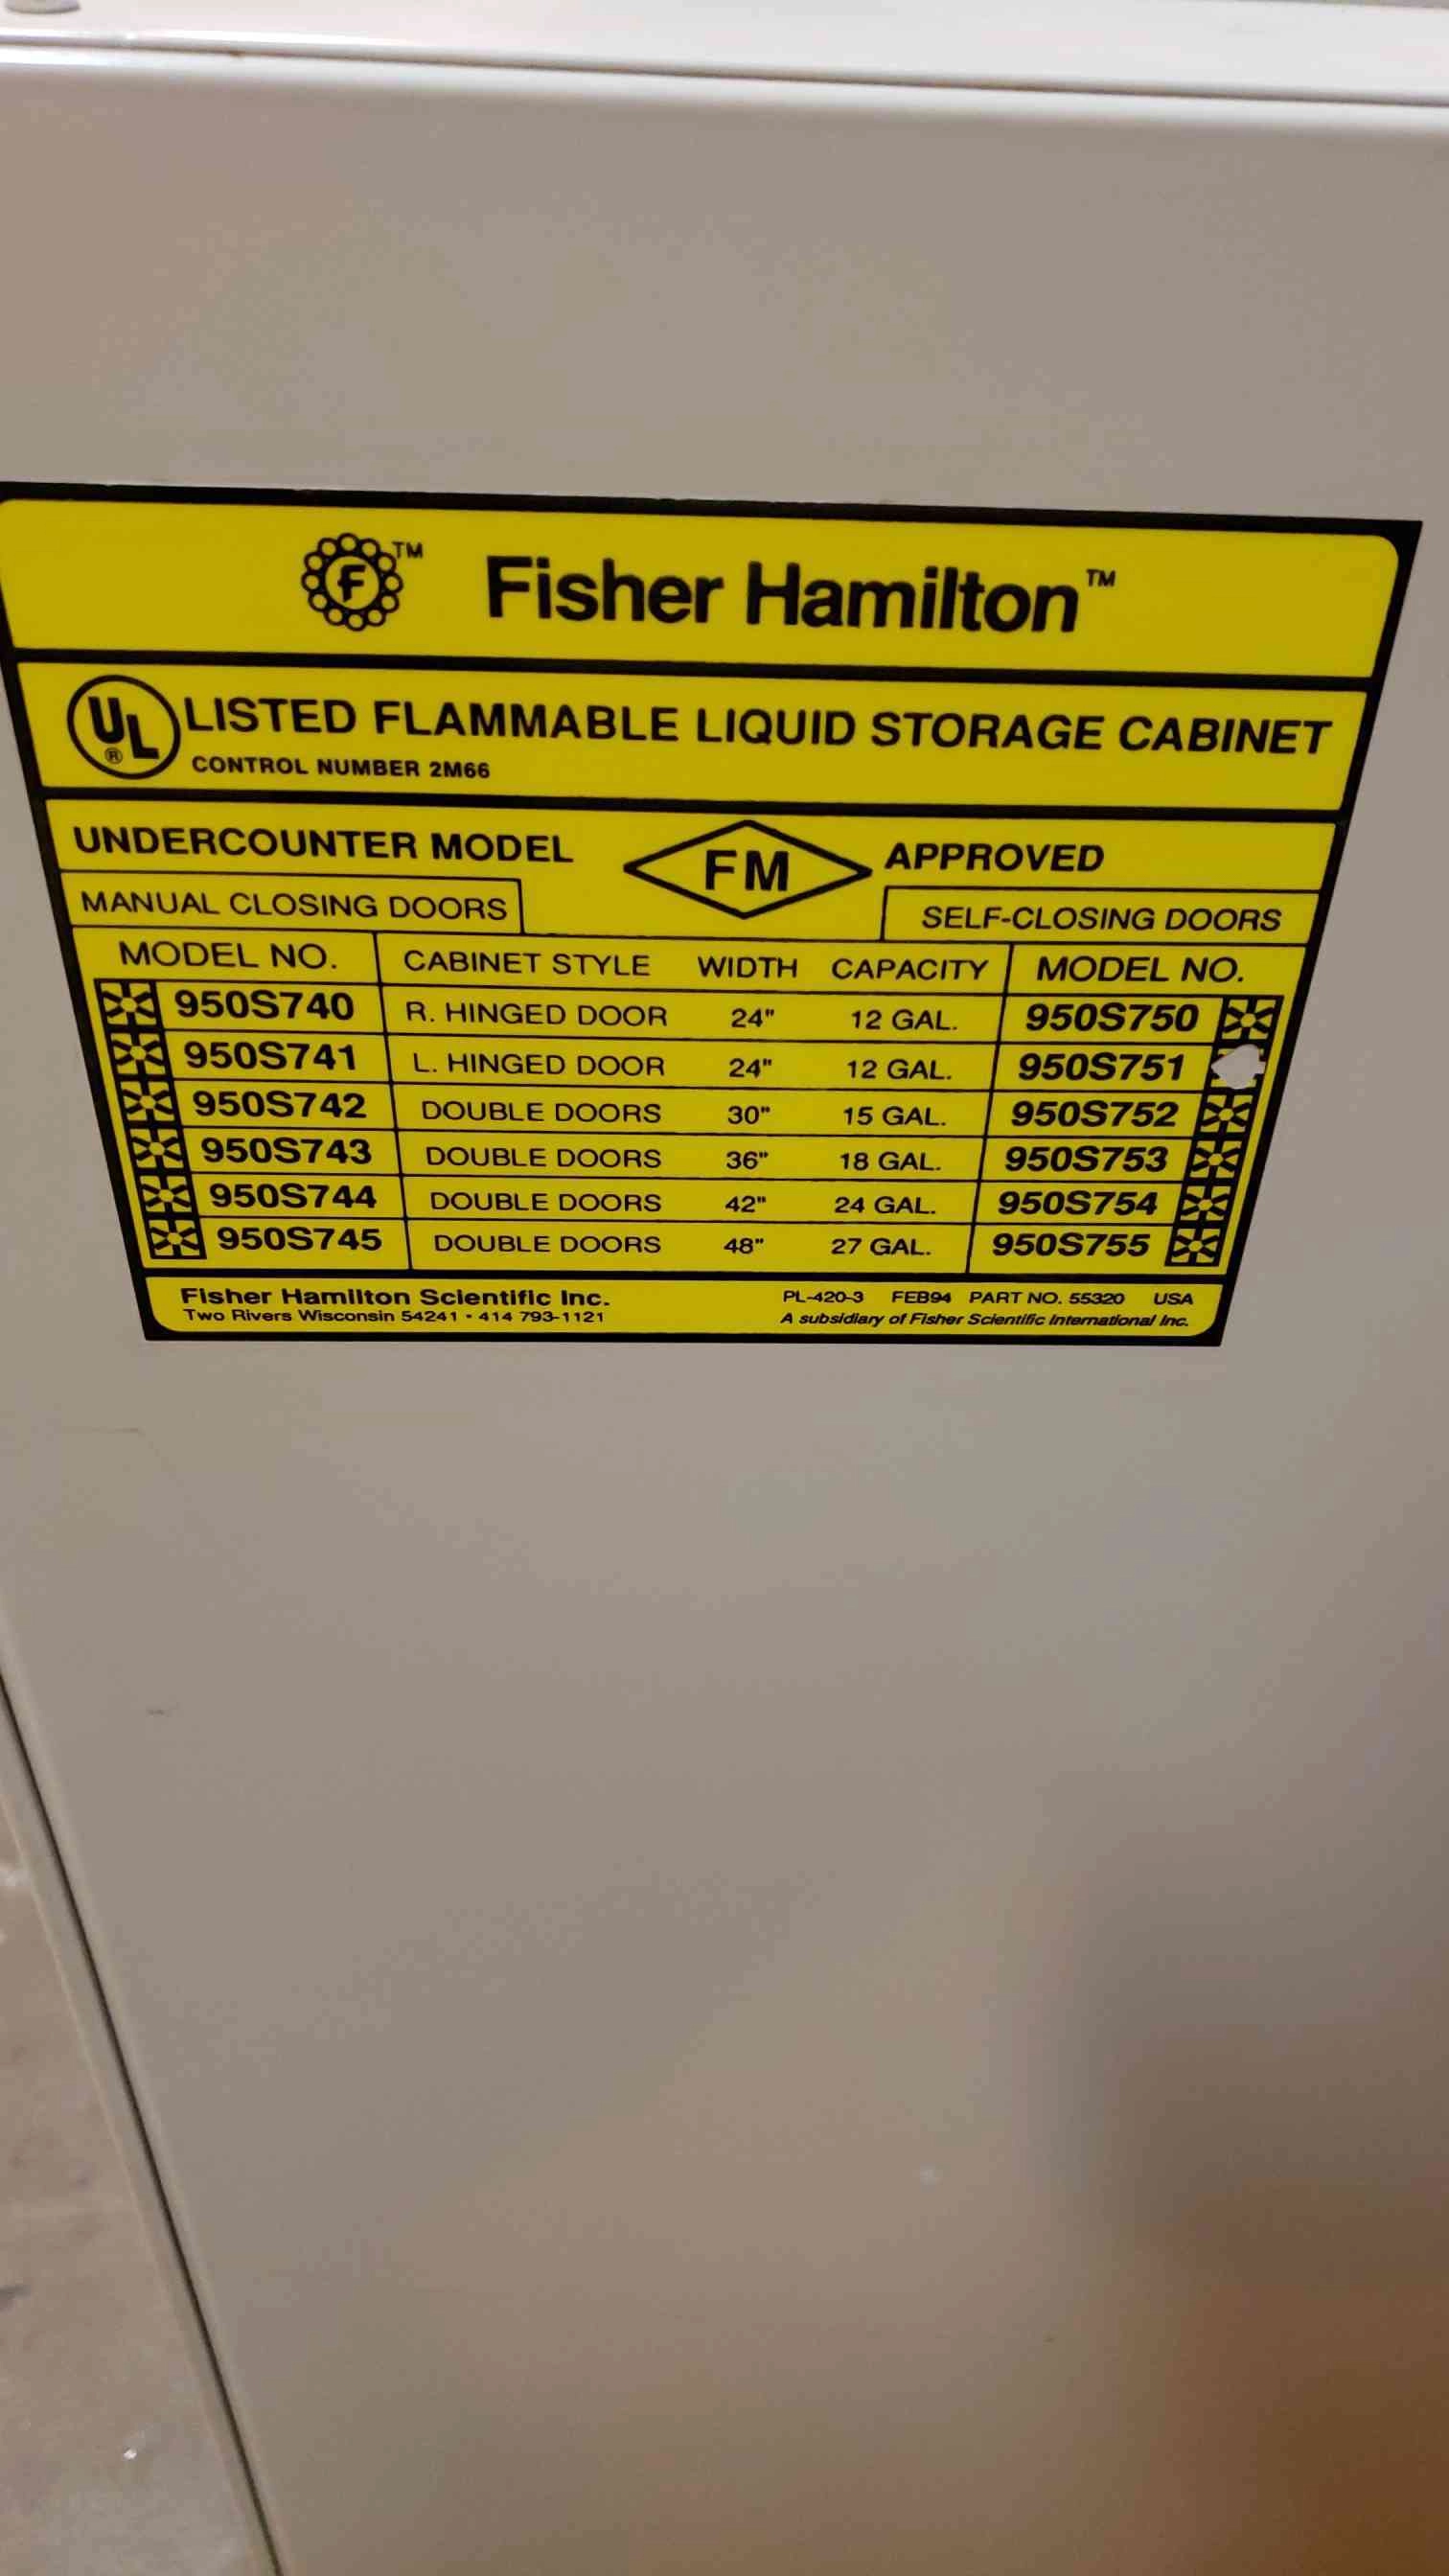 F™ Fisher Hamilton™
UL® LISTED FLAMMABLE LIQUID STORAGE CABINET
CONTROL NUMBER 2M66
UNDERCOUNTER MODEL FM APPROVED
MANUAL CLOSING DOORS SELF-CLOSING DOORS
MODEL NO. CABINET STYLE WIDTH CAPACITY MODEL NO.
950S740 R. HINGED DOOR 24" 12 GAL. 950S750
950S741 L. HINGED DOOR 24" 12 GAL. 950S751
950S742 DOUBLE DOORS 30" 15 GAL. 950S752
950S743 DOUBLE DOORS 36" 18 GAL. 950S753
950S744 DOUBLE DOORS 42" 24 GAL. 950S754
950S745 DOUBLE DOORS 48" 27 GAL. 950S755
Fisher Hamilton Scientific Inc. PL-420-3 FEB94 PART NO. 55320 USA
Two Rivers Wisconsin 54241 • 414 793-1121 A subsidiary of Fisher Scientific International Inc.